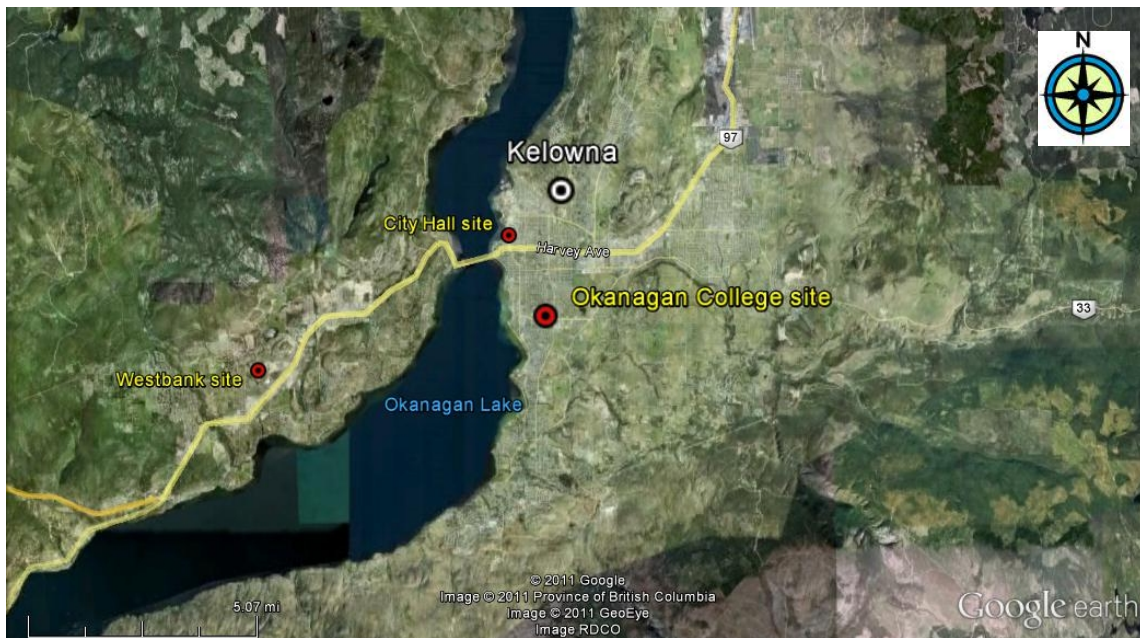 N
97
Kelowna
City Hall site
Harvey Ave
Okanagan College site
33
Westbank site
Okanagan Lake
© 2011 Google
Image © 2011 Province of British Columbia
Image © 2011 GeoEye
Image RDCO
5.07 mi
Google earth